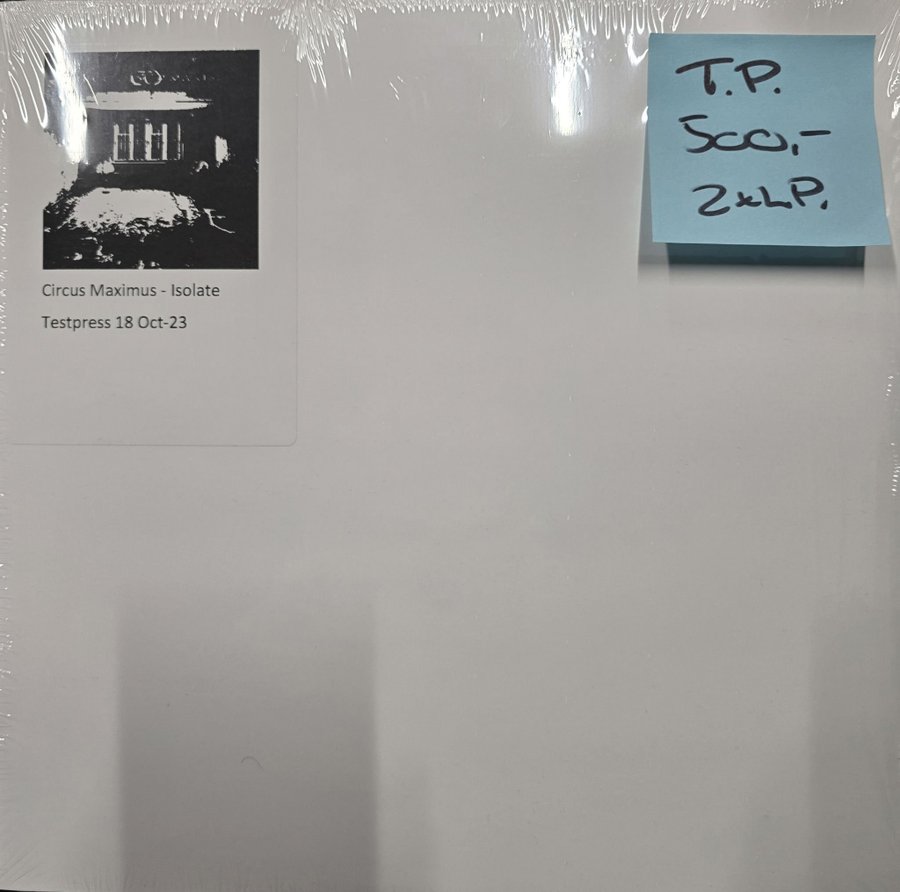 Circus Maximus - Isolate
Testpress 18 Oct-23
T.P.
500,-
2xLP.